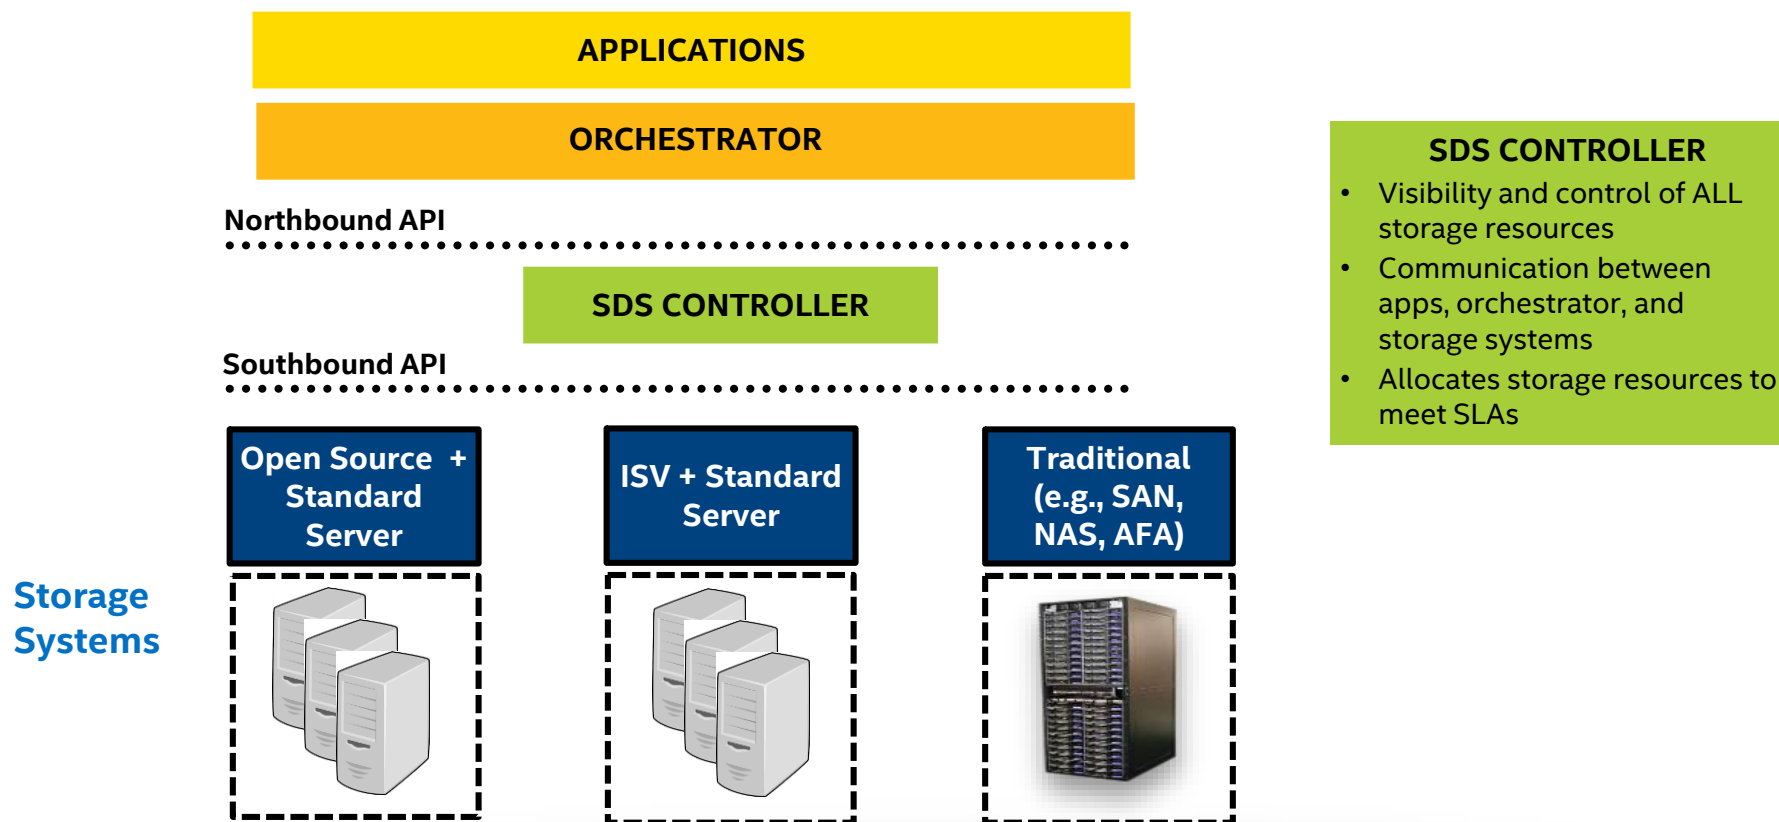 APPLICATIONS
ORCHESTRATOR
Northbound API
SDS CONTROLLER
Southbound API
Open Source +
Standard
Server
ISV + Standard
Server
Traditional
(e.g., SAN,
NAS, AFA)
Storage
Systems
SDS CONTROLLER
• Visibility and control of ALL
storage resources
• Communication between
apps, orchestrator, and
storage systems
• Allocates storage resources to
meet SLAs